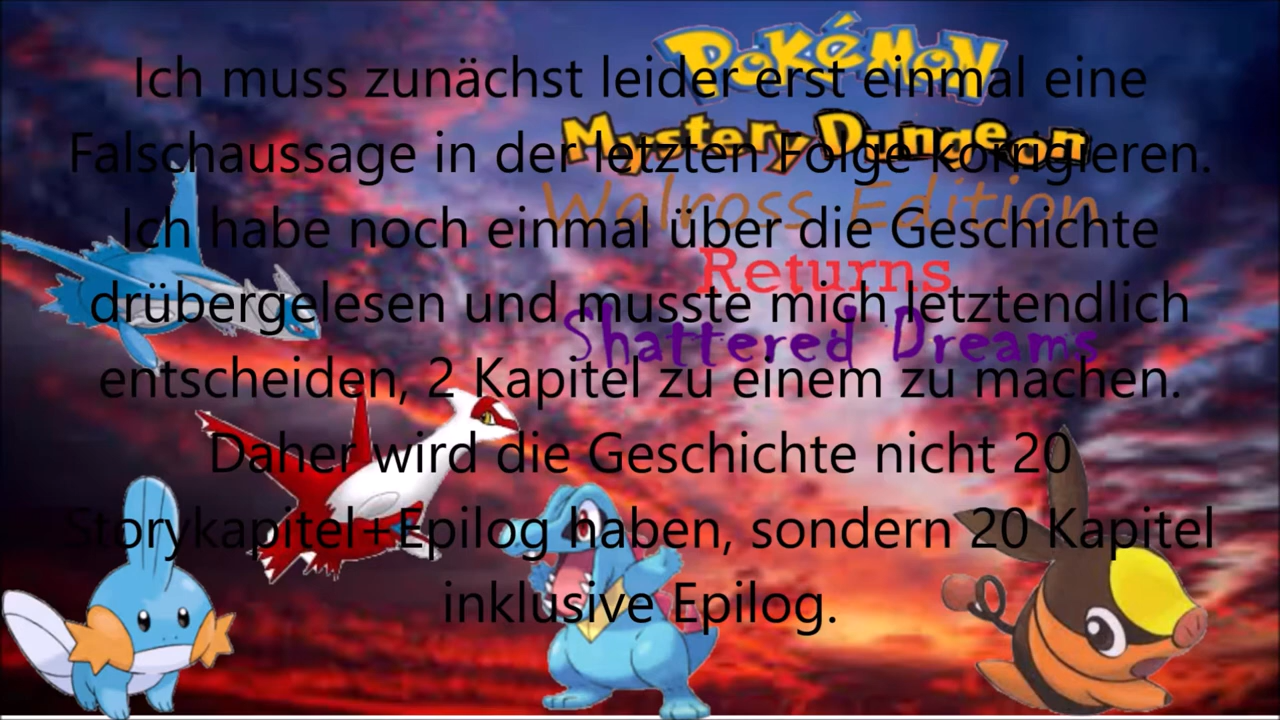 Pokémon
Mystery Dungeon
Walross Edition
Returns
Shattered Dreams
Ich muss zunächst leider erst einmal eine
Falschaussage in der letzten Folge korrigieren.
Ich habe noch einmal über die Geschichte
drübergelesen und musste mich letztendlich
entscheiden, 2 Kapitel zu einem zu machen.
Daher wird die Geschichte nicht 20
Storykapitel+Epilog haben, sondern 20 Kapitel
inklusive Epilog.